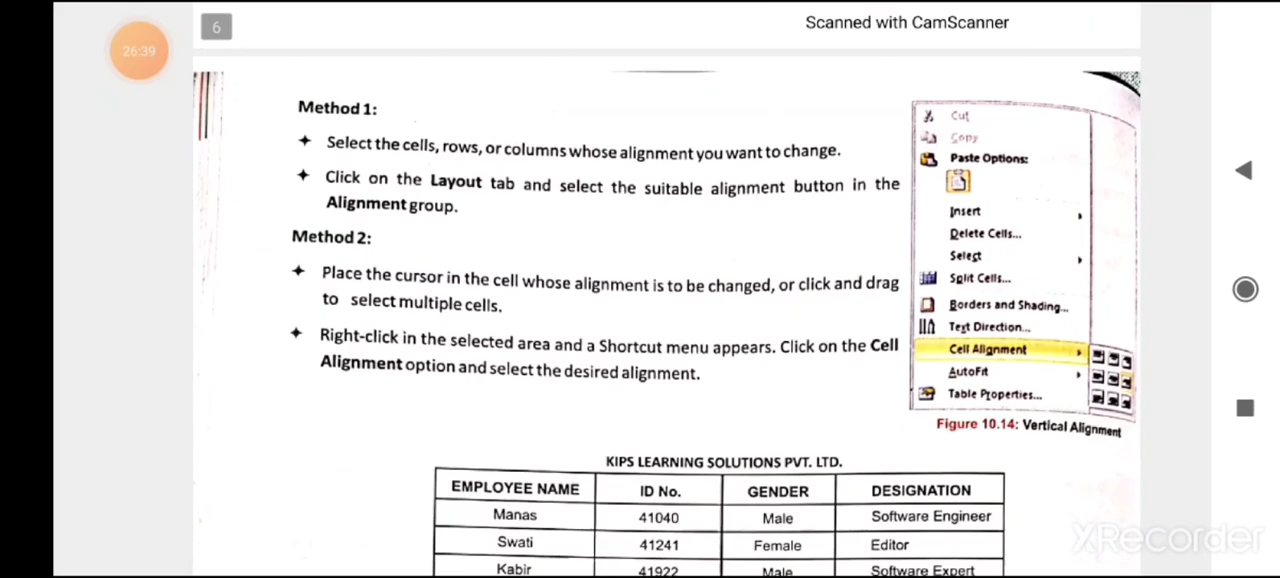 26:39
6
Scanned with CamScanner
Method 1:
Select the cells, rows, or columns whose alignment you want to change.
Click on the Layout tab and select the suitable alignment button in the
Alignment group.
Method 2:
Place the cursor in the cell whose alignment is to be changed, or click and drag
to select multiple cells.
Right-click in the selected area and a Shortcut menu appears. Click on the Cell
Alignment option and select the desired alignment.
Cut
Copy
Paste Options:
Insert
Delete Cells...
Select
Split Cells...
Borders and Shading...
Text Direction...
Cell Alignment
AutoFit
Table Properties...
Figure 10.14: Vertical Alignment
KIPS LEARNING SOLUTIONS PVT. LTD.
EMPLOYEE NAME ID No. GENDER DESIGNATION
Manas 41040 Male Software Engineer
Swati 41241 Female Editor
Kabir 41922 Male Software Expert
XRecorder